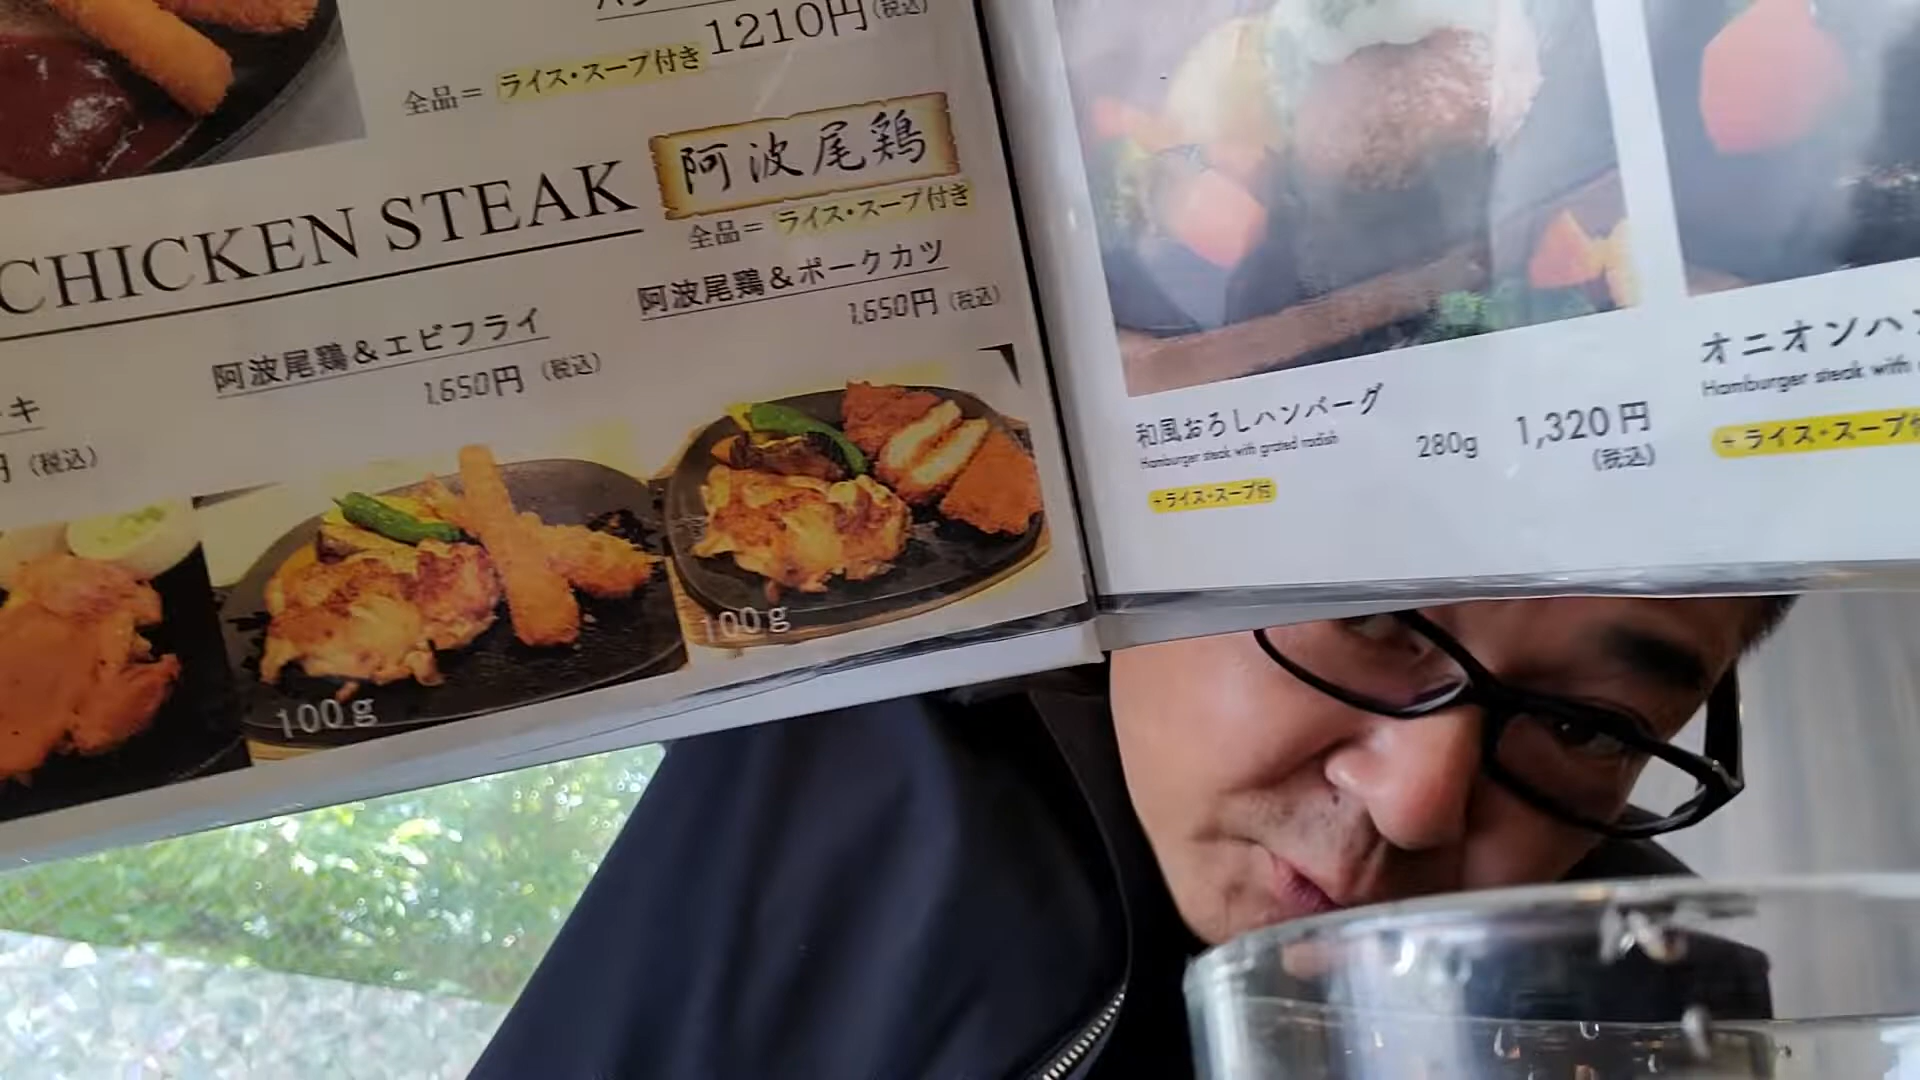 1210円(税込)
全品= ライス・スープ付き
CHICKEN STEAK
阿波尾鶏
全品= ライス・スープ付き
キ
円 (税込)
阿波尾鶏&エビフライ
1,650円 (税込)
阿波尾鶏&ポークカツ
1,650円 (税込)
100g
100g
和風おろしハンバーグ
Hamburger steak with grated radish
280g
1,320円
(税込)
+ライス・スープ付
オニオンハン
Hamburger steak with
+ライス・スープ付